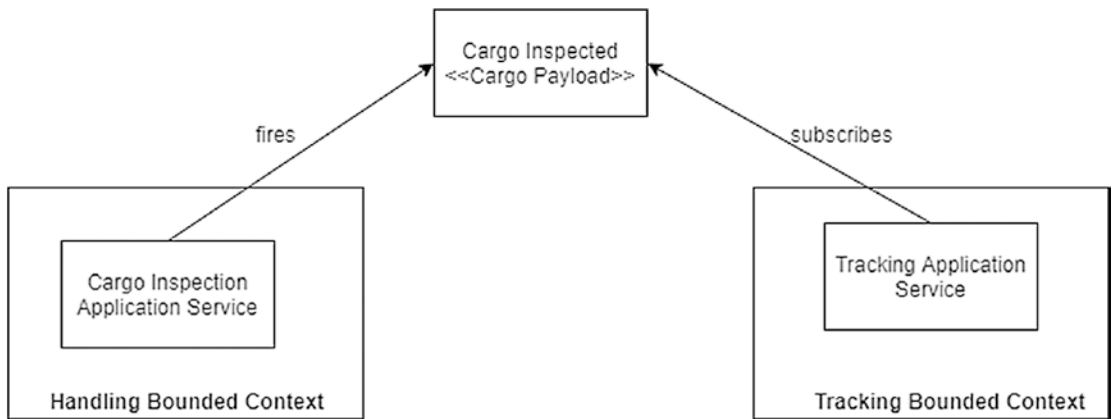 Cargo Inspected
<<Cargo Payload>>
fires
subscribes
Cargo Inspection
Application Service
Tracking Application
Service
Handling Bounded Context
Tracking Bounded Context